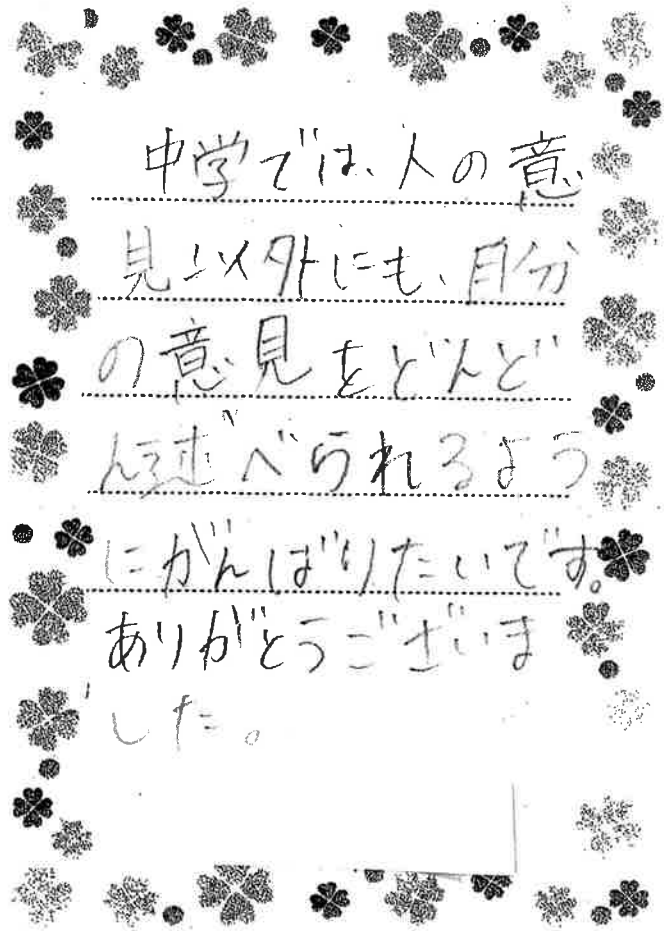 中学では、人の意
見以外にも、自分
の意見をどんど
ん述べられるよう
にがんばりたいです。
ありがとうございま
した。